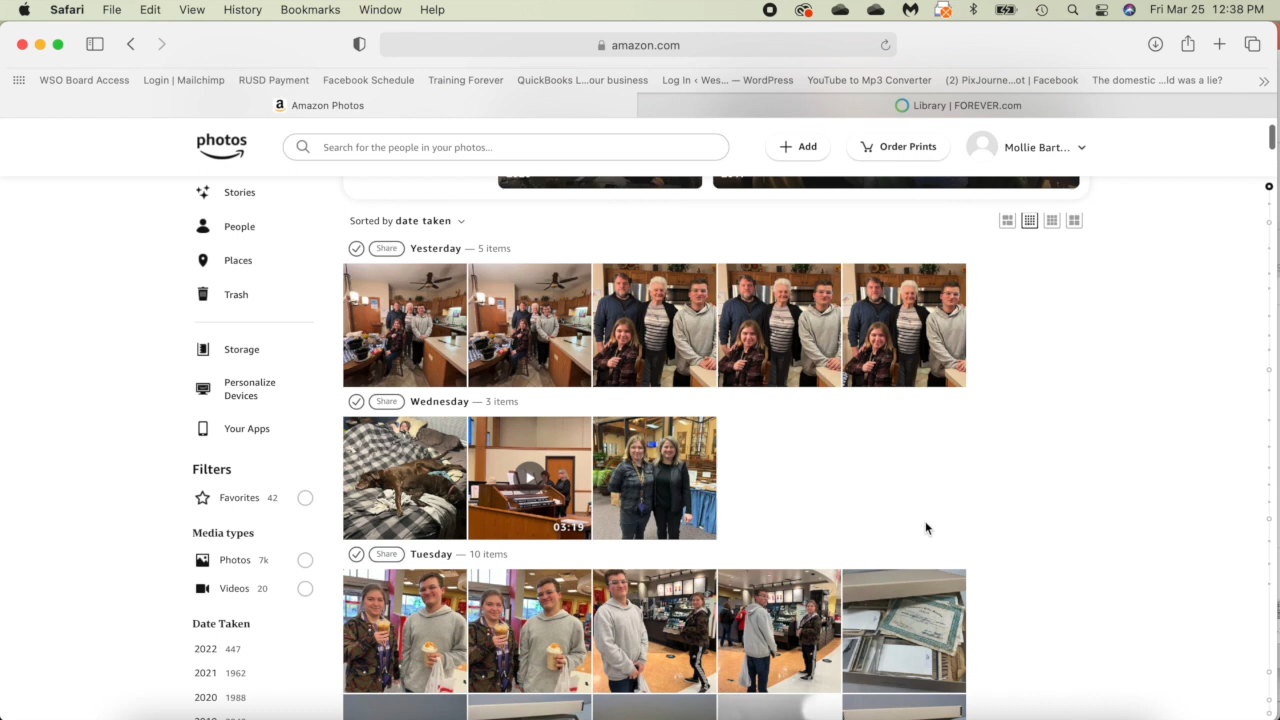 Safari File Edit View History Bookmarks Window Help Fri Mar 25 12:38 PM
amazon.com
WSO Board Access Login | Mailchimp RUSD Payment Facebook Schedule Training Forever QuickBooks L...our business Log In ‹ Wes... — WordPress YouTube to Mp3 Converter (2) PixJourne...ot | Facebook The domestic ...ld was a lie?
a Amazon Photos Library | FOREVER.com
photos Search for the people in your photos... Add Order Prints Mollie Bart...
Stories
People
Places
Trash
Storage
Personalize
Devices
Your Apps
Filters
Favorites 42
Media types
Photos 7k
Videos 20
Date Taken
2022 447
2021 1962
2020 1988
Sorted by date taken
Share Yesterday — 5 items
Share Wednesday — 3 items
03:19
Share Tuesday — 10 items